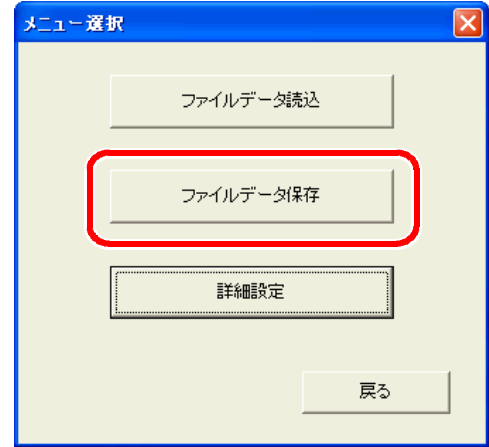 メニュー選択
ファイルデータ読込
ファイルデータ保存
詳細設定
戻る